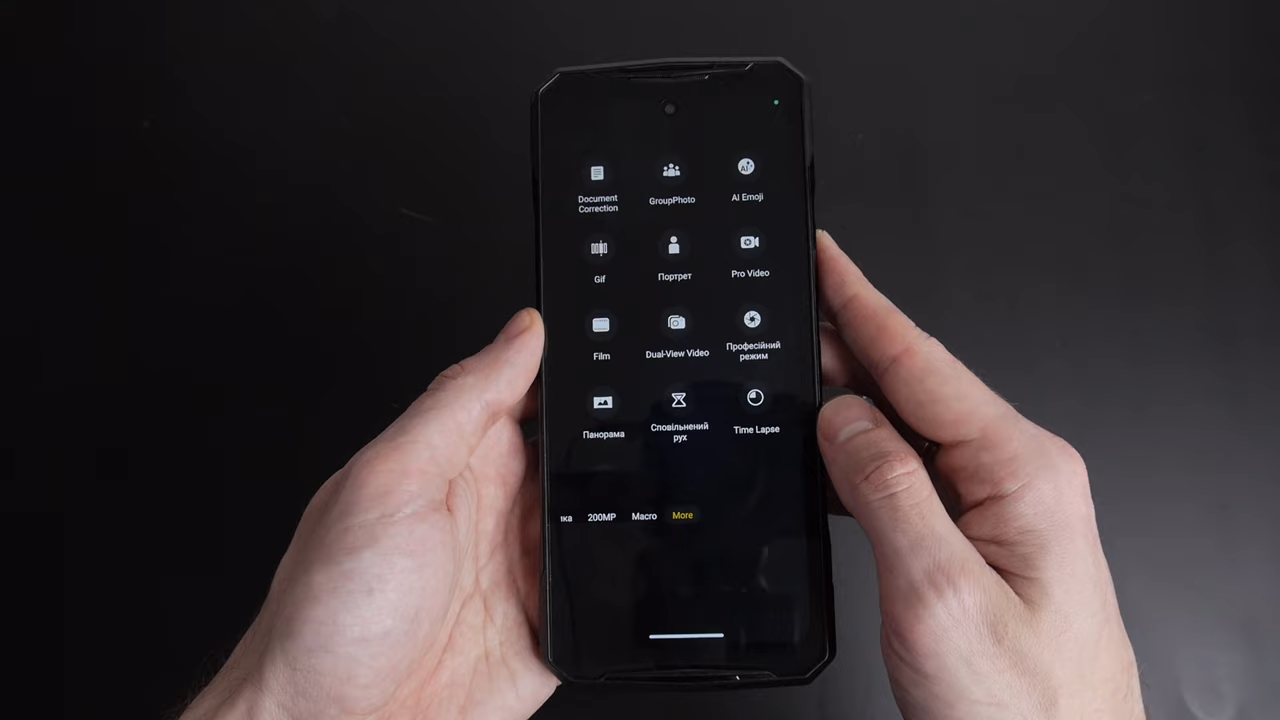 Document
Correction
GroupPhoto
AI Emoji
Gif
Портрет
Pro Video
Film
Dual-View Video
Професійний
режим
Панорама
Сповільнений
рух
Time Lapse
200MP
Macro
More